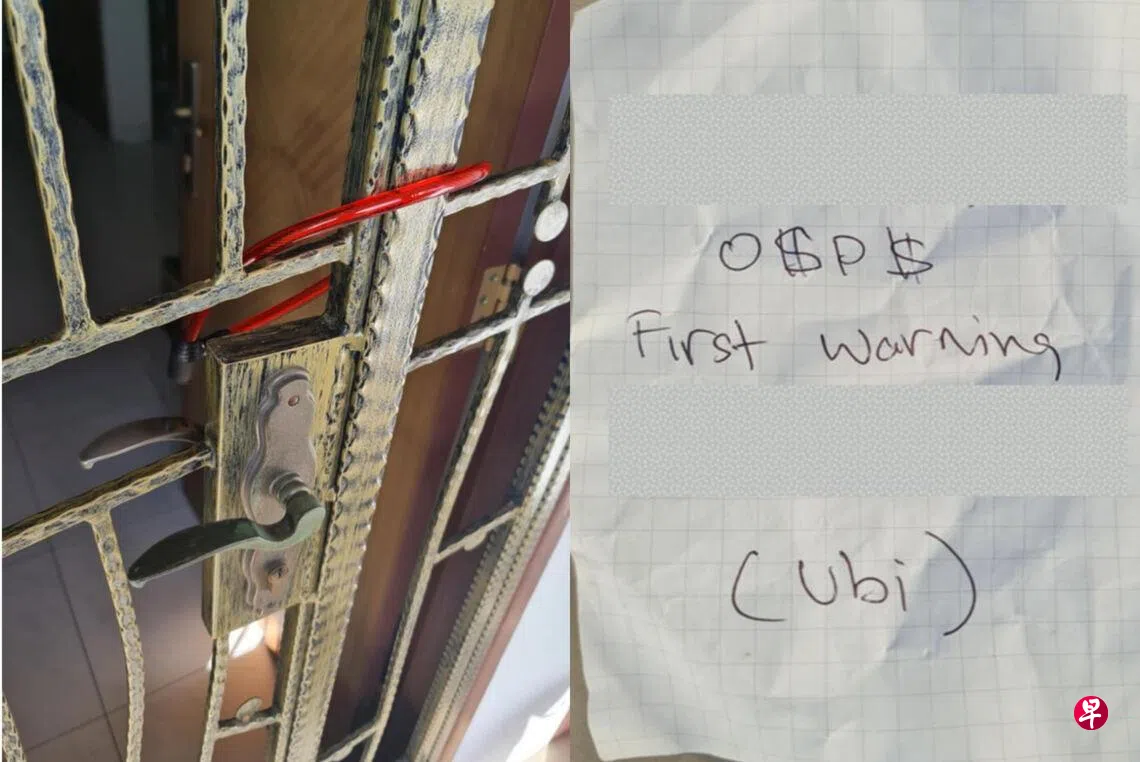 O$P$
First warning
(Ubi)
早